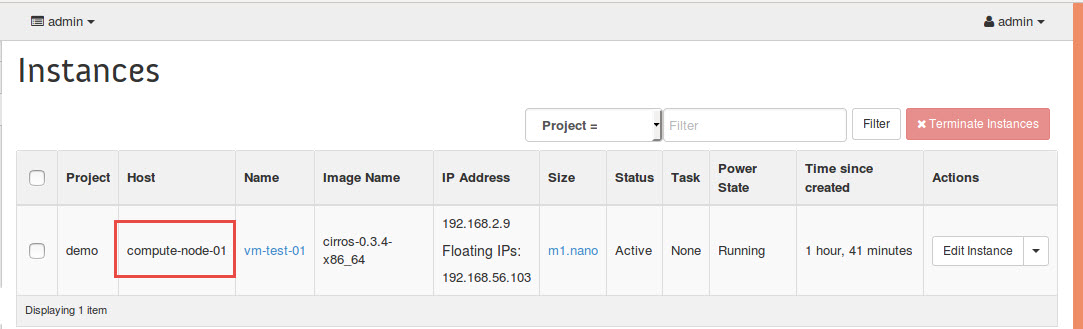 admin admin
Instances
Project = Filter Filter Terminate Instances
Project Host Name Image Name IP Address Size Status Task Power State Time since created Actions
demo compute-node-01 vm-test-01 cirros-0.3.4-x86_64 192.168.2.9 Floating IPs: 192.168.56.103 m1.nano Active None Running 1 hour, 41 minutes Edit Instance
Displaying 1 item